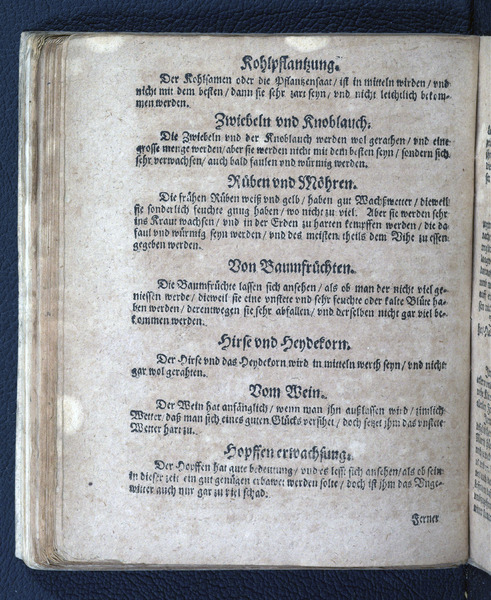 Kohlpflantzung.
Der Kohlsamen oder die Pflantzensaat / ist in mitteln wirden / vnd
nicht mit dem besten / dann sie sehr zart seyn / vnd nicht leichtlich bekom-
men werden.
Zwiebeln vnd Knoblauch.
Die Zwiebeln vnd der Knoblauch werden wol gerathen / vnd eine
grosse menge werden / aber sie werden nicht mit dem besten seyn / sondern sich
sehr verwachsen / auch bald faulen vnd würmig werden.
Rüben vnd Möhren.
Die frühen Rüben weiß vnd gelb / haben gut Wachßwetter / dieweil
sie sonderlich feuchte gnug haben / wo nicht zu viel. Aber sie werden sehr
ins Kraut wachsen / vnd in der Erden zu harten kempffen werden / die da
faul vnd würmig seyn werden / vnd des meisten theils dem Vihe zu essen
gegeben werden.
Von Baumfrüchten.
Die Baumfrüchte lassen sich ansehen / als ob man der nicht viel ge-
niessen werde / dieweil sie eine vnstete vnd sehr feuchte oder kalte Blüt ha-
ben werden / derentwegen sie sehr abfallen / vnd derselben nicht gar viel be-
kommen werden.
Hirse vnd Heydekorn.
Der Hirse vnd das Heydekorn wird in mitteln werth seyn / vnd nicht
gar wol gerahten.
Vom Wein.
Der Wein hat anfänglich / wenn man ihn außlassen wird / zimlich
Wetter / daß man sich eines guten Glücks versihet / doch setzet ihm das vnstete
Wetter hart zu.
Hopffen erwachsung.
Der Hopffen hat gute bedeutung / vnd es lesst sich ansehen / als ob sein
in dieser zeit ein gut genügen erbawet werden solte / doch ist ihm das Vnge-
witter auch nur gar zu viel schad.
Ferner